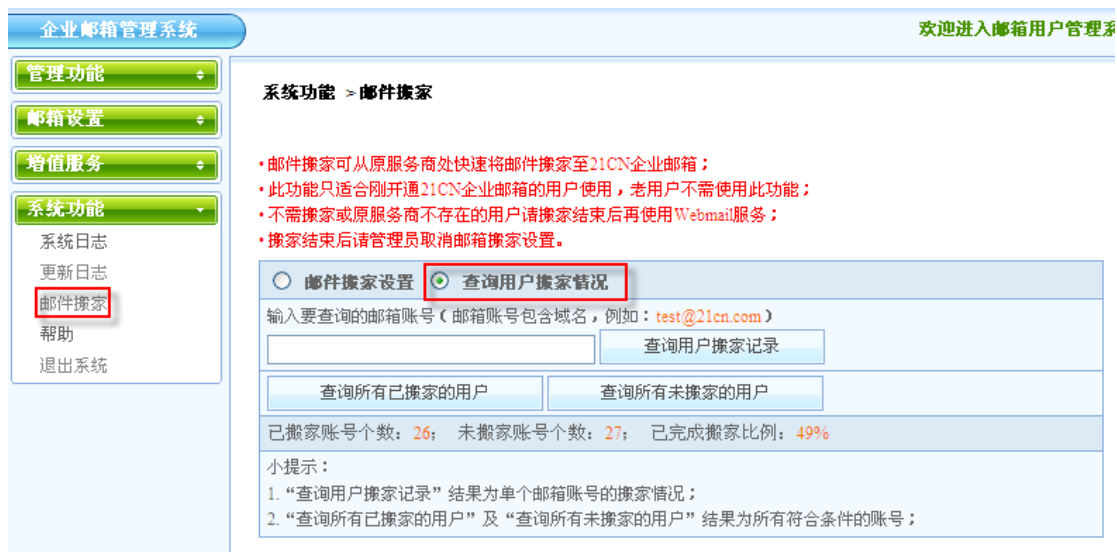 企业邮箱管理系统
欢迎进入邮箱用户管理系
管理功能
邮箱设置
增值服务
系统功能
系统日志
更新日志
邮件搬家
帮助
退出系统
系统功能 >邮件搬家
•邮件搬家可从原服务商处快速将邮件搬家至21CN企业邮箱；
•此功能只适合刚开通21CN企业邮箱的用户使用，老用户不需使用此功能；
•不需搬家或原服务商不存在的用户请搬家结束后再使用Webmail服务；
•搬家结束后请管理员取消邮箱搬家设置。
邮件搬家设置 查询用户搬家情况
输入要查询的邮箱账号（邮箱账号包含域名，例如：test@21cn.com）
查询用户搬家记录
查询所有已搬家的用户 查询所有未搬家的用户
已搬家账号个数：26； 未搬家账号个数：27； 已完成搬家比例：49%
小提示：
1. “查询用户搬家记录”结果为单个邮箱账号的搬家情况；
2. “查询所有已搬家的用户”及“查询所有未搬家的用户”结果为所有符合条件的账号；